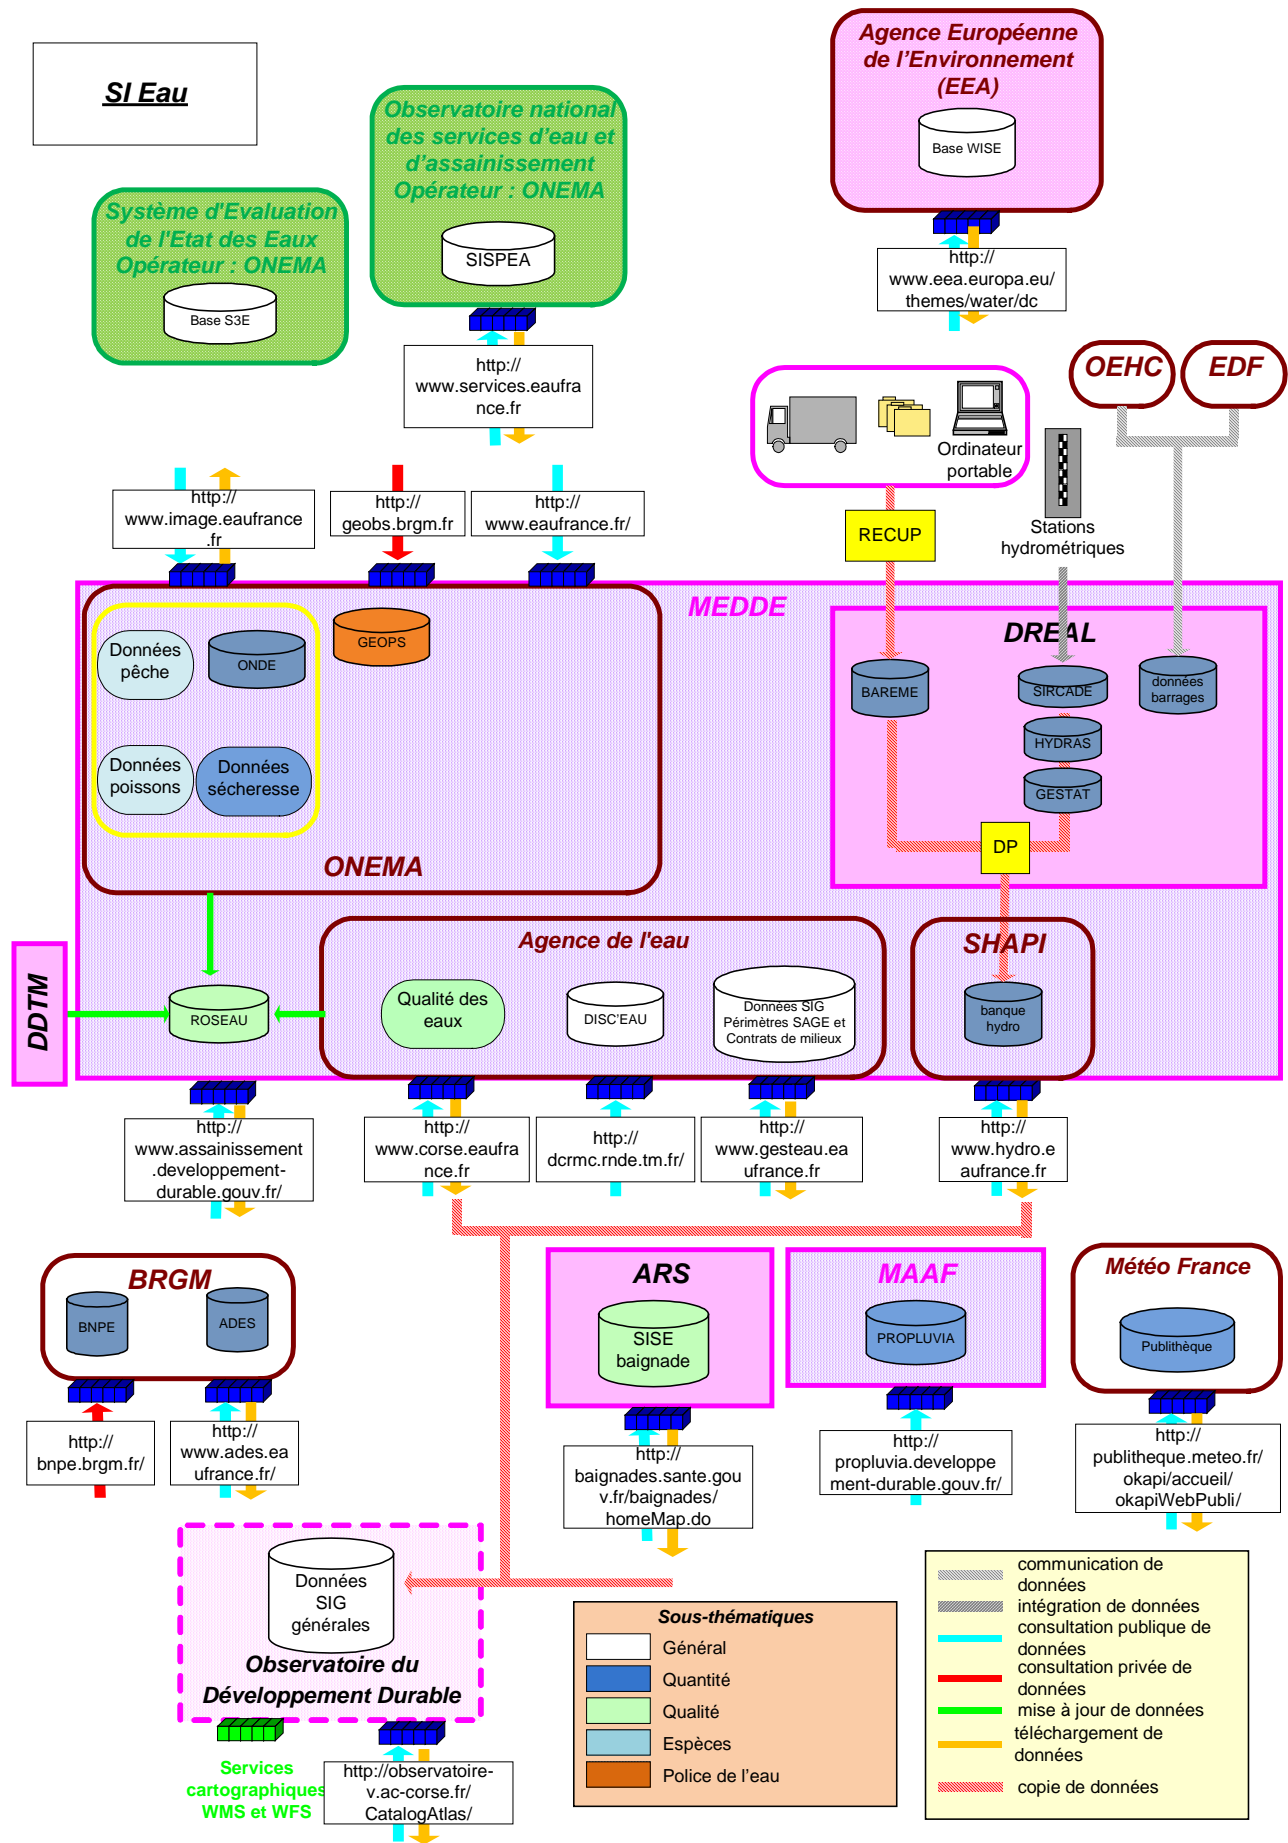 SI Eau
Agence Européenne
de l'Environnement
(EEA)
Base WISE
Observatoire national
des services d'eau et
d'assainissement
Opérateur : ONEMA
SISPEA
Système d'Evaluation
de l'Etat des Eaux
Opérateur : ONEMA
Base S3E
http://
www.eea.europa.eu/
themes/water/dc
http://
www.services.eaufra
nce.fr
OEHC
EDF
Ordinateur
portable
Stations
hydrométriques
http://
www.image.eaufrance
.fr
http://
geobs.brgm.fr
http://
www.eaufrance.fr/
RECUP
MEDDE
DREAL
Données
pêche
ONDE
GEOPS
Données
poissons
Données
sécheresse
ONEMA
BAREME
SIRCADE
données
barrages
HYDRAS
GESTAT
DP
DDTM
ROSEAU
Agence de l'eau
Qualité des
eaux
DISC'EAU
Données SIG
Périmètres SAGE et
Contrats de milieux
SHAPI
banque
hydro
http://
www.assainissement
.developpement-
durable.gouv.fr/
http://
www.corse.eaufra
nce.fr
http://
dcrmc.rnde.tm.fr/
http://
www.gesteau.ea
ufrance.fr
http://
www.hydro.e
aufrance.fr
BRGM
BNPE
ADES
ARS
SISE
baignade
MAAF
PROPLUVIA
Météo France
Publithèque
http://
bnpe.brgm.fr/
http://
www.ades.ea
ufrance.fr/
http://
baignades.sante.gou
v.fr/baignades/
homeMap.do
http://
propluvia.developpe
ment-durable.gouv.fr/
http://
publitheque.meteo.fr/
okapi/accueil/
okapiWebPubli/
Données
SIG
générales
Observatoire du
Développement Durable
Services
cartographiques
WMS et WFS
http://observatoire-
v.ac-corse.fr/
CatalogAtlas/
Sous-thématiques
Général
Quantité
Qualité
Espèces
Police de l'eau
communication de
données
intégration de données
consultation publique de
données
consultation privée de
données
mise à jour de données
téléchargement de
données
copie de données